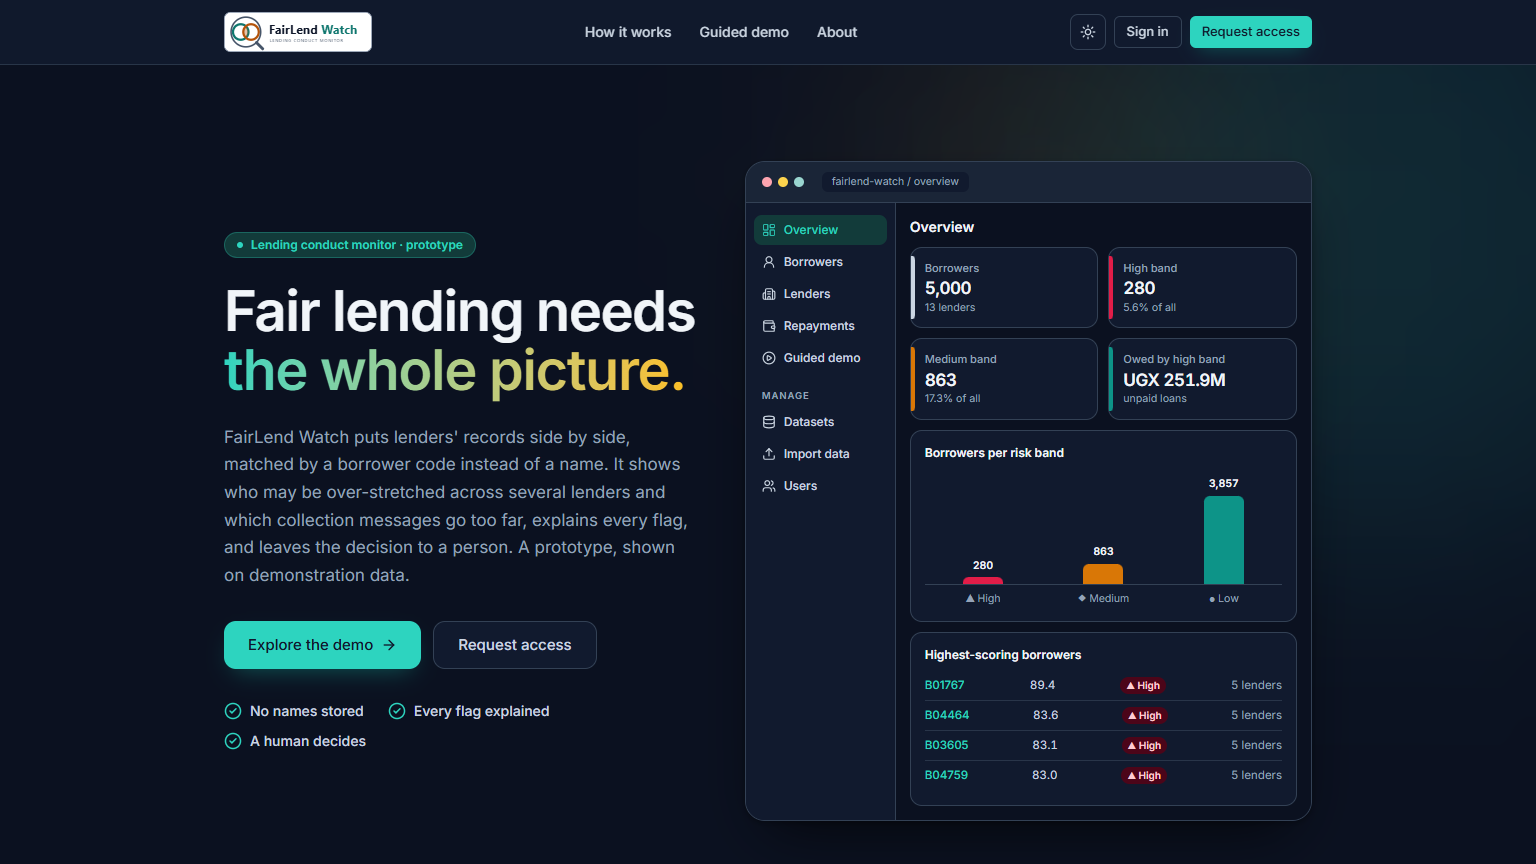 FairLend Watch
LENDING CONDUCT MONITOR
How it works
Guided demo
About
Sign in
Request access
Lending conduct monitor · prototype
Fair lending needs
the whole picture.
FairLend Watch puts lenders' records side by side,
matched by a borrower code instead of a name. It shows
who may be over-stretched across several lenders and
which collection messages go too far, explains every flag,
and leaves the decision to a person. A prototype, shown
on demonstration data.
Explore the demo
Request access
No names stored
Every flag explained
A human decides
fairlend-watch / overview
Overview
Borrowers
Lenders
Repayments
Guided demo
MANAGE
Datasets
Import data
Users
Overview
Borrowers
5,000
13 lenders
High band
280
5.6% of all
Medium band
863
17.3% of all
Owed by high band
UGX 251.9M
unpaid loans
Borrowers per risk band
280
863
3,857
▲ High
◆ Medium
● Low
Highest-scoring borrowers
B01767 89.4 ▲ High 5 lenders
B04464 83.6 ▲ High 5 lenders
B03605 83.1 ▲ High 5 lenders
B04759 83.0 ▲ High 5 lenders